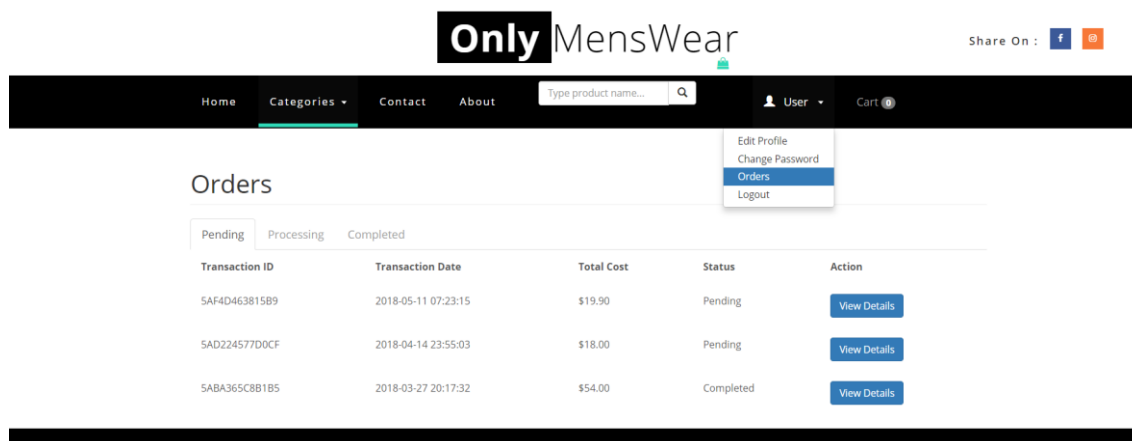 Only MensWear
Share On :
Home Categories Contact About Type product name... User Cart 0
Edit Profile
Change Password
Orders
Logout
Orders
Pending Processing Completed
Transaction ID Transaction Date Total Cost Status Action
5AF4D463815B9 2018-05-11 07:23:15 $19.90 Pending View Details
5AD224577D0CF 2018-04-14 23:55:03 $18.00 Pending View Details
5ABA365C8B1B5 2018-03-27 20:17:32 $54.00 Completed View Details